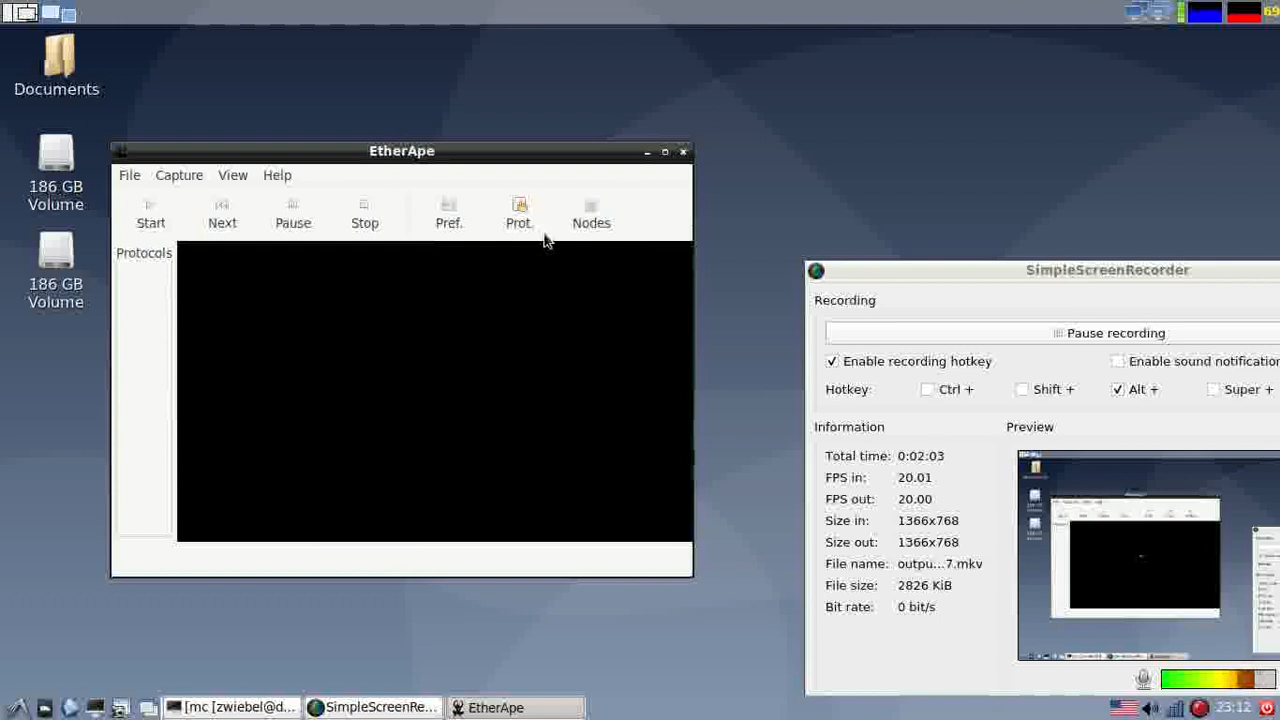 69
Documents
186 GB
Volume
186 GB
Volume
EtherApe
File Capture View Help
Start Next Pause Stop Pref. Prot. Nodes
Protocols
SimpleScreenRecorder
Recording
Pause recording
Enable recording hotkey Enable sound notification
Hotkey: Ctrl + Shift + Alt + Super +
Information Preview
Total time: 0:02:03
FPS in: 20.01
FPS out: 20.00
Size in: 1366x768
Size out: 1366x768
File name: outpu...7.mkv
File size: 2826 KiB
Bit rate: 0 bit/s
[mc [zwiebel@d... SimpleScreenRe... EtherApe 23:12